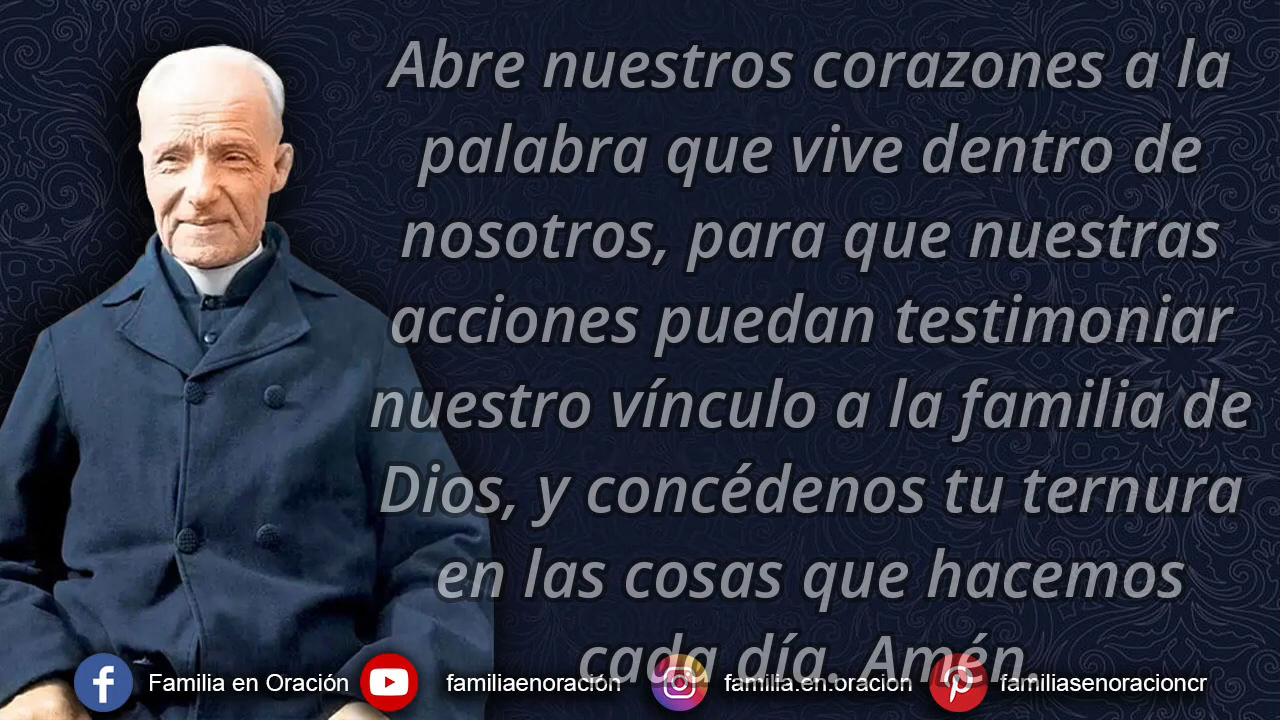 Abre nuestros corazones a la
palabra que vive dentro de
nosotros, para que nuestras
acciones puedan testimoniar
nuestro vínculo a la familia de
Dios, y concédenos tu ternura
en las cosas que hacemos
cada día. Amén.
Familia en Oración familiaenoración familia.en.oracion familiasenoracioncr